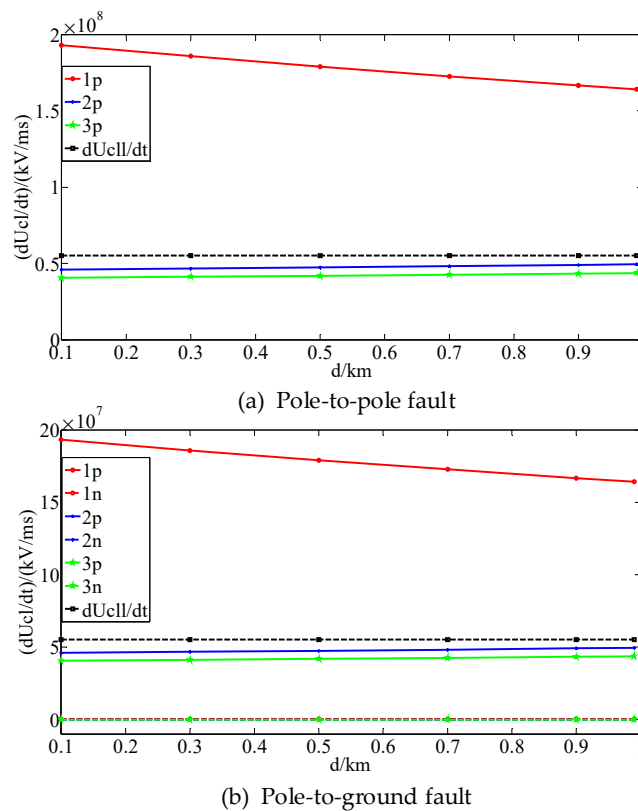 2×10^8
1p
2p
3p
dUcll/dt
1.5
1
0.5
0
(dUcl/dt)/(kV/ms)
0.1 0.2 0.3 0.4 0.5 0.6 0.7 0.8 0.9
d/km
(a) Pole-to-pole fault
20×10^7
1p
1n
2p
2n
3p
3n
dUcll/dt
15
10
5
0
(dUcl/dt)/(kV/ms)
0.1 0.2 0.3 0.4 0.5 0.6 0.7 0.8 0.9
d/km
(b) Pole-to-ground fault